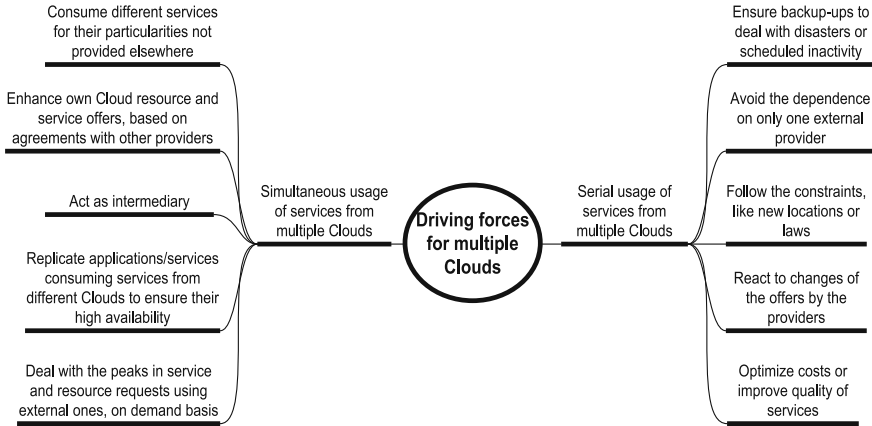 Consume different services
for their particularities not
provided elsewhere
Enhance own Cloud resource and
service offers, based on
agreements with other providers
Act as intermediary
Replicate applications/services
consuming services from
different Clouds to ensure their
high availability
Deal with the peaks in service
and resource requests using
external ones, on demand basis
Simultaneous usage
of services from
multiple Clouds
Driving forces
for multiple
Clouds
Serial usage of
services from
multiple Clouds
Ensure backup-ups to
deal with disasters or
scheduled inactivity
Avoid the dependence
on only one external
provider
Follow the constraints,
like new locations or
laws
React to changes of
the offers by the
providers
Optimize costs or
improve quality of
services